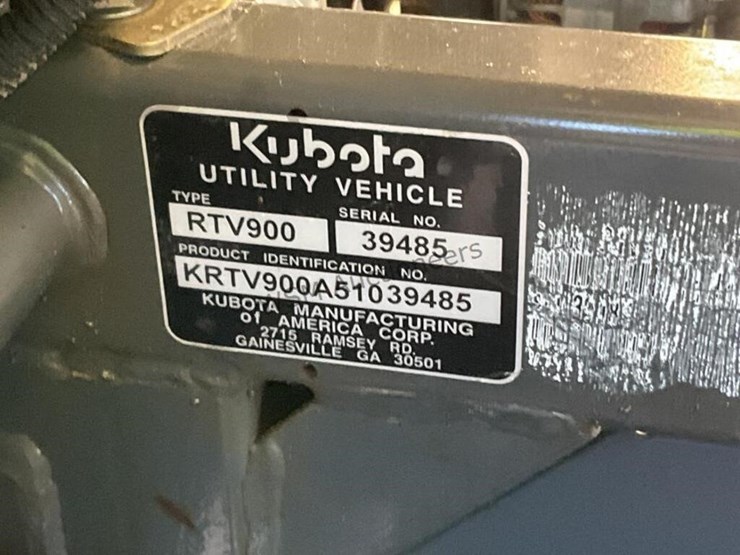 Kubota
UTILITY VEHICLE
TYPE SERIAL NO.
RTV900 39485
PRODUCT IDENTIFICATION NO.
KRTV900A51039485
KUBOTA MANUFACTURING
Of AMERICA CORP.
2715 RAMSEY RD.
GAINESVILLE GA 30501